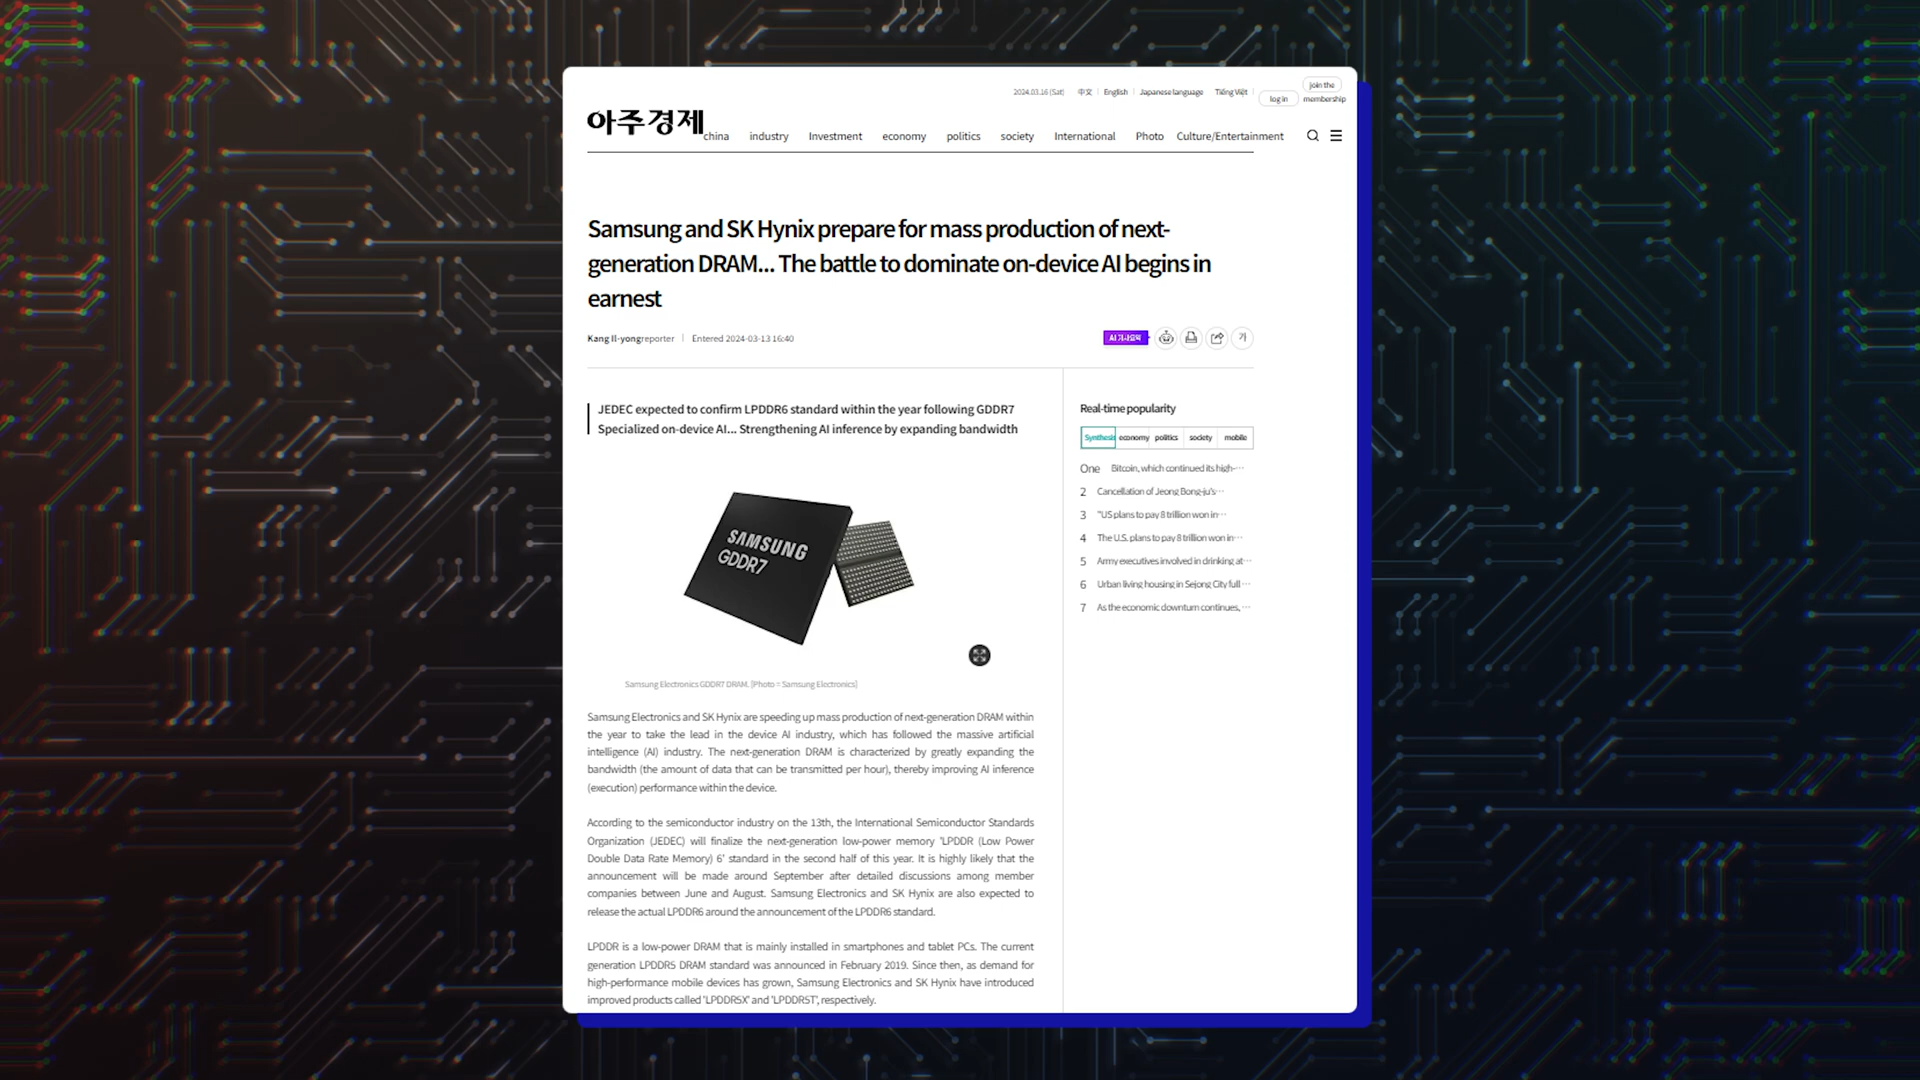 2024.03.16 (Sat)
中文
English
Japanese language
Tiếng Việt
log in
join the
membership
아주경제
china
industry
Investment
economy
politics
society
International
Photo
Culture/Entertainment
Samsung and SK Hynix prepare for mass production of next-
generation DRAM... The battle to dominate on-device AI begins in
earnest
Kang Il-yongreporter
Entered 2024-03-13 16:40
AI 기사요약
가
JEDEC expected to confirm LPDDR6 standard within the year following GDDR7
Specialized on-device AI... Strengthening AI inference by expanding bandwidth
SAMSUNG
GDDR7
Samsung Electronics GDDR7 DRAM. [Photo = Samsung Electronics]
Samsung Electronics and SK Hynix are speeding up mass production of next-generation DRAM within
the year to take the lead in the device AI industry, which has followed the massive artificial
intelligence (AI) industry. The next-generation DRAM is characterized by greatly expanding the
bandwidth (the amount of data that can be transmitted per hour), thereby improving AI inference
(execution) performance within the device.
According to the semiconductor industry on the 13th, the International Semiconductor Standards
Organization (JEDEC) will finalize the next-generation low-power memory 'LPDDR (Low Power
Double Data Rate Memory) 6' standard in the second half of this year. It is highly likely that the
announcement will be made around September after detailed discussions among member
companies between June and August. Samsung Electronics and SK Hynix are also expected to
release the actual LPDDR6 around the announcement of the LPDDR6 standard.
LPDDR is a low-power DRAM that is mainly installed in smartphones and tablet PCs. The current
generation LPDDR5 DRAM standard was announced in February 2019. Since then, as demand for
high-performance mobile devices has grown, Samsung Electronics and SK Hynix have introduced
improved products called 'LPDDR5X' and 'LPDDR5T', respectively.
Real-time popularity
Synthesis
economy
politics
society
mobile
One Bitcoin, which continued its high-…
2 Cancellation of Jeong Bong-ju's…
3 "US plans to pay 8 trillion won in…
4 The U.S. plans to pay 8 trillion won in…
5 Army executives involved in drinking at…
6 Urban living housing in Sejong City full …
7 As the economic downturn continues, …